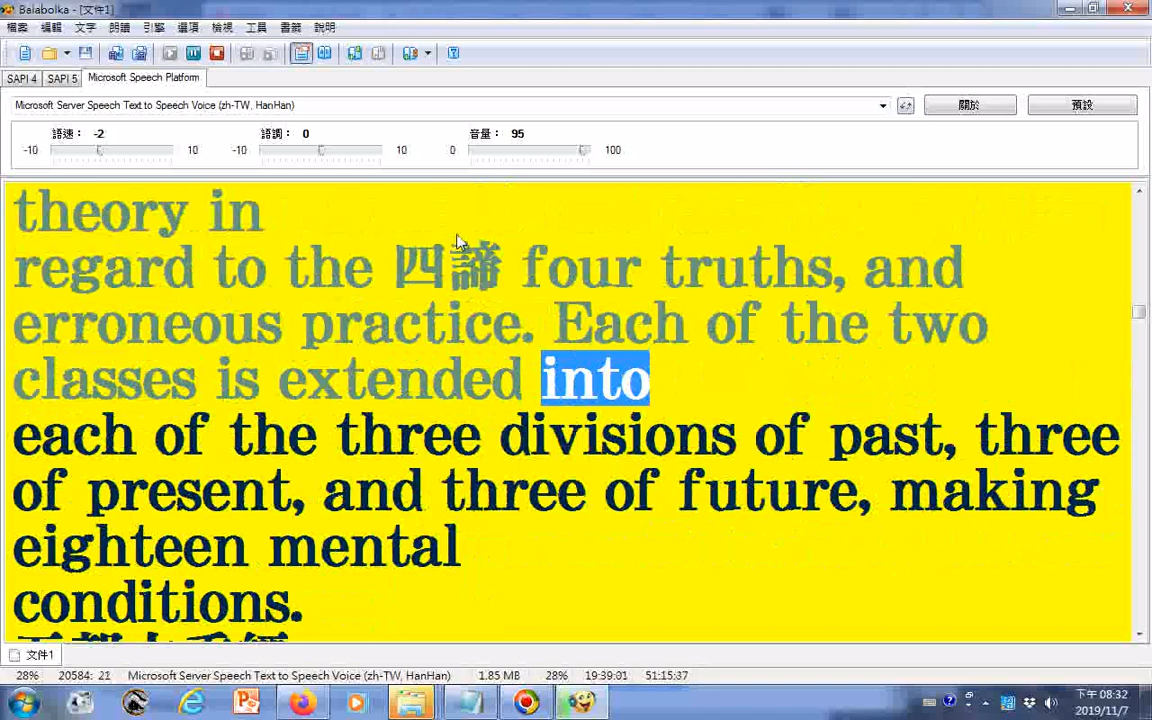 Balabolka - [文件1]
檔案 編輯 文字 朗讀 引擎 選項 檢視 工具 書籤 說明
SAPI 4 SAPI 5 Microsoft Speech Platform
Microsoft Server Speech Text to Speech Voice (zh-TW, HanHan) 關於 預設
語速： -2 語調： 0 音量： 95
-10 10 -10 10 0 100
theory in
regard to the 四諦 four truths, and
erroneous practice. Each of the two
classes is extended into
each of the three divisions of past, three
of present, and three of future, making
eighteen mental
conditions.
文件1
28% 20584: 21 Microsoft Server Speech Text to Speech Voice (zh-TW, HanHan) 1.85 MB 28% 19:39:01 51:15:37
下午 08:32
2019/11/7